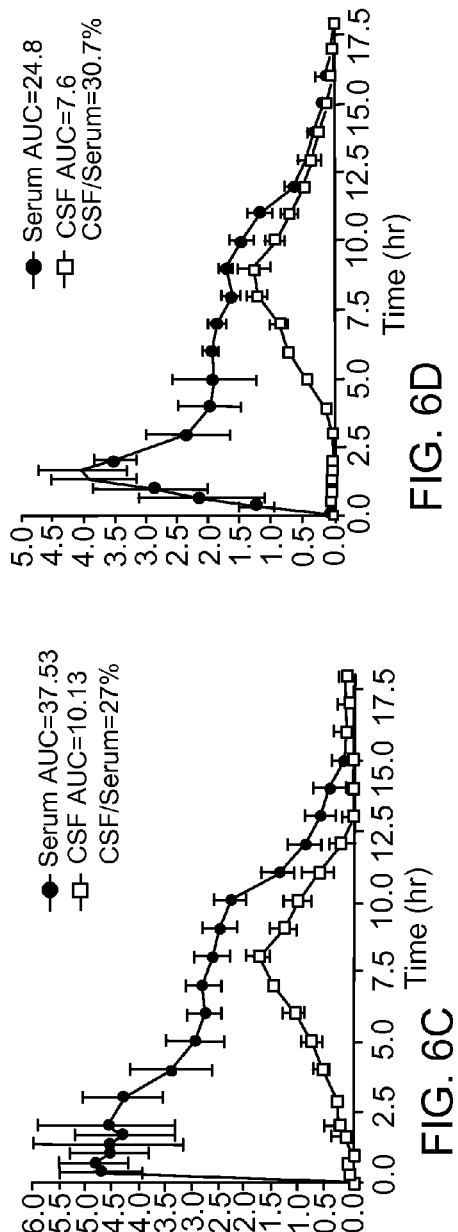 6.0
5.5
5.0
4.5
4.0
3.5
3.0
2.5
2.0
1.5
1.0
0.5
0.0
Serum AUC=37.53
CSF AUC=10.13
CSF/Serum=27%
0.0 2.5 5.0 7.5 10.0 12.5 15.0 17.5
Time (hr)
FIG. 6C
5.0
4.5
4.0
3.5
3.0
2.5
2.0
1.5
1.0
0.5
0.0
Serum AUC=24.8
CSF AUC=7.6
CSF/Serum=30.7%
0.0 2.5 5.0 7.5 10.0 12.5 15.0 17.5
Time (hr)
FIG. 6D